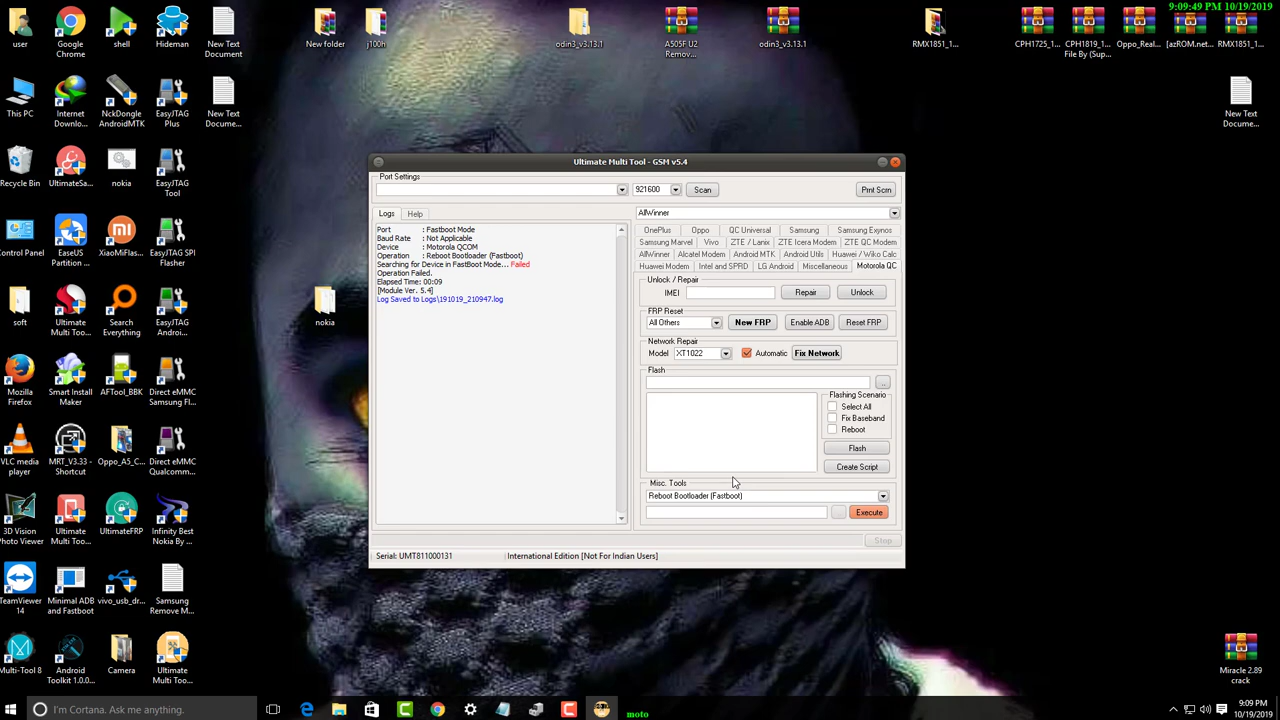 9:09:49 PM 10/19/2019
user
Google
Chrome
shell
Hideman
New Text
Document
New folder
j100h
odin3_v3.13.1
A505F U2
Remov...
odin3_v3.13.1
RMX1851_1...
CPH1725_1...
CPH1819_1...
File By (Sup...
Oppo_Real...
[azROM.net...
RMX1851_1...
This PC
Internet
Downlo...
NckDongle
AndroidMTK
EasyJTAG
Plus
New Text
Docume...
New Text
Docume...
Recycle Bin
UltimateSa...
nokia
EasyJTAG
Tool
Control Panel
EaseUS
Partition ...
XiaoMiFlas...
EasyJTAG SPI
Flasher
soft
Ultimate
Multi Too...
Search
Everything
EasyJTAG
Androi...
nokia
Mozilla
Firefox
Smart Install
Maker
AFTool_BBK
Direct eMMC
Samsung Fl...
VLC media
player
MRT_V3.33 -
Shortcut
Oppo_A5_C...
Direct eMMC
Qualcomm...
3D Vision
Photo Viewer
Ultimate
Multi Too...
UltimateFRP
Infinity Best
Nokia By ...
TeamViewer
14
Minimal ADB
and Fastboot
vivo_usb_dr...
Samsung
Remove M...
Multi-Tool 8
Android
Toolkit 1.0.0...
Camera
Ultimate
Multi Too...
Miracle 2.89
crack
Ultimate Multi Tool - GSM v5.4
Port Settings
921600
Scan
Prnt Scrn
Logs
Help
Port : Fastboot Mode
Baud Rate : Not Applicable
Device : Motorola QCOM
Operation : Reboot Bootloader (Fastboot)
Searching for Device in FastBoot Mode... Failed
Operation Failed.
Elapsed Time: 00:09
[Module Ver. 5.4]
Log Saved to Logs\191019_210947.log
AllWinner
OnePlus Oppo QC Universal Samsung Samsung Exynos
Samsung Marvel Vivo ZTE / Lanix ZTE Icera Modem ZTE QC Modem
AllWinner Alcatel Modem Android MTK Android Utils Huawei / Wiko Calc
Huawei Modem Intel and SPRD LG Android Miscellaneous Motorola QC
Unlock / Repair
IMEI
Repair
Unlock
FRP Reset
All Others
New FRP
Enable ADB
Reset FRP
Network Repair
Model
XT1022
Automatic
Fix Network
Flash
..
Flashing Scenario
Select All
Fix Baseband
Reboot
Flash
Create Script
Misc. Tools
Reboot Bootloader (Fastboot)
Execute
Stop
Serial: UMT811000131
International Edition [Not For Indian Users]
I'm Cortana. Ask me anything.
moto
9:09 PM
10/19/2019